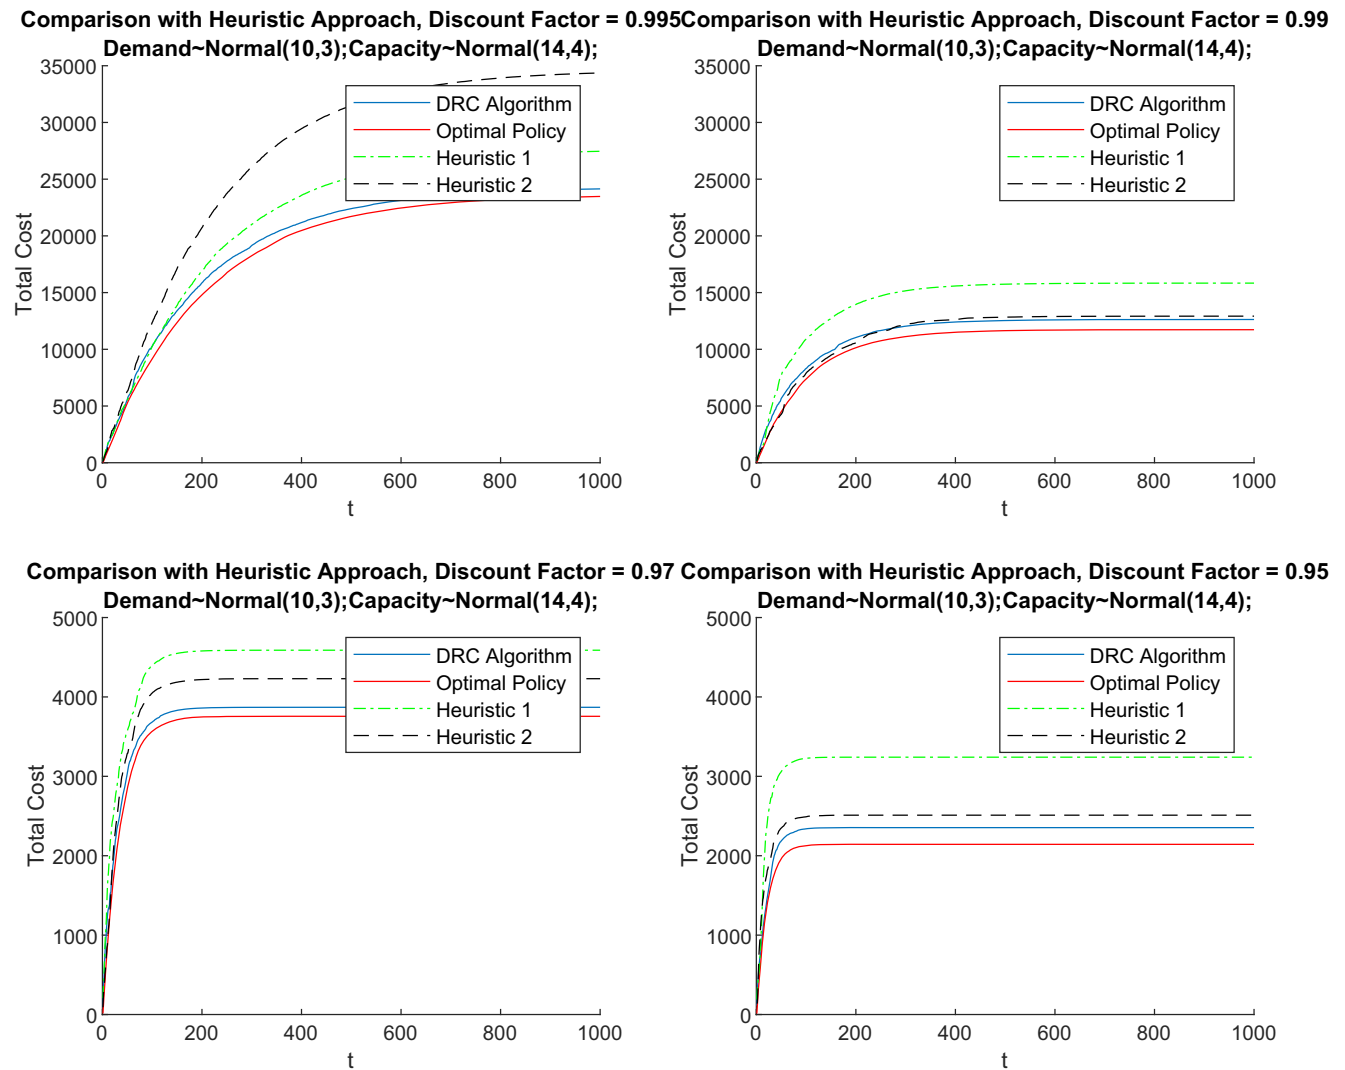 Comparison with Heuristic Approach, Discount Factor = 0.995
Demand~Normal(10,3);Capacity~Normal(14,4);
35000
30000
25000
20000
15000
10000
5000
0
Total Cost
DRC Algorithm
Optimal Policy
Heuristic 1
Heuristic 2
0 200 400 600 800 1000
t
Comparison with Heuristic Approach, Discount Factor = 0.99
Demand~Normal(10,3);Capacity~Normal(14,4);
35000
30000
25000
20000
15000
10000
5000
0
Total Cost
DRC Algorithm
Optimal Policy
Heuristic 1
Heuristic 2
0 200 400 600 800 1000
t
Comparison with Heuristic Approach, Discount Factor = 0.97
Demand~Normal(10,3);Capacity~Normal(14,4);
5000
4000
3000
2000
1000
0
Total Cost
DRC Algorithm
Optimal Policy
Heuristic 1
Heuristic 2
0 200 400 600 800 1000
t
Comparison with Heuristic Approach, Discount Factor = 0.95
Demand~Normal(10,3);Capacity~Normal(14,4);
5000
4000
3000
2000
1000
0
Total Cost
DRC Algorithm
Optimal Policy
Heuristic 1
Heuristic 2
0 200 400 600 800 1000
t